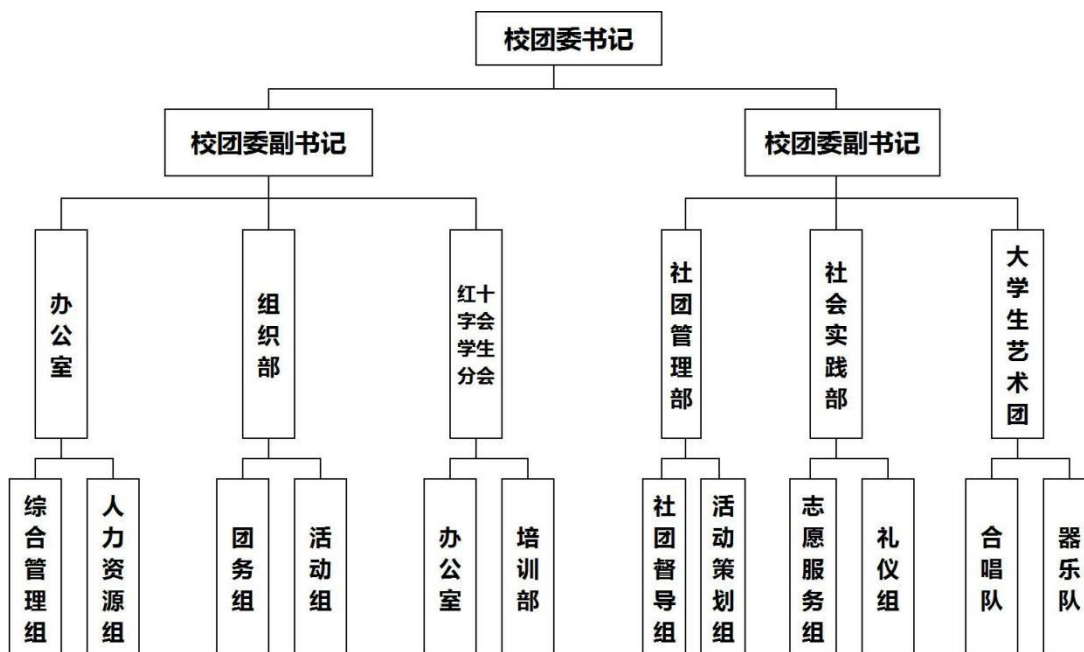 校团委书记
校团委副书记
校团委副书记
办公室
组织部
红十字会学生分会
社团管理部
社会实践部
大学生艺术团
综合管理组
人力资源组
团务组
活动组
办公室
培训部
社团督导组
活动策划组
志愿服务组
礼仪组
合唱队
器乐队